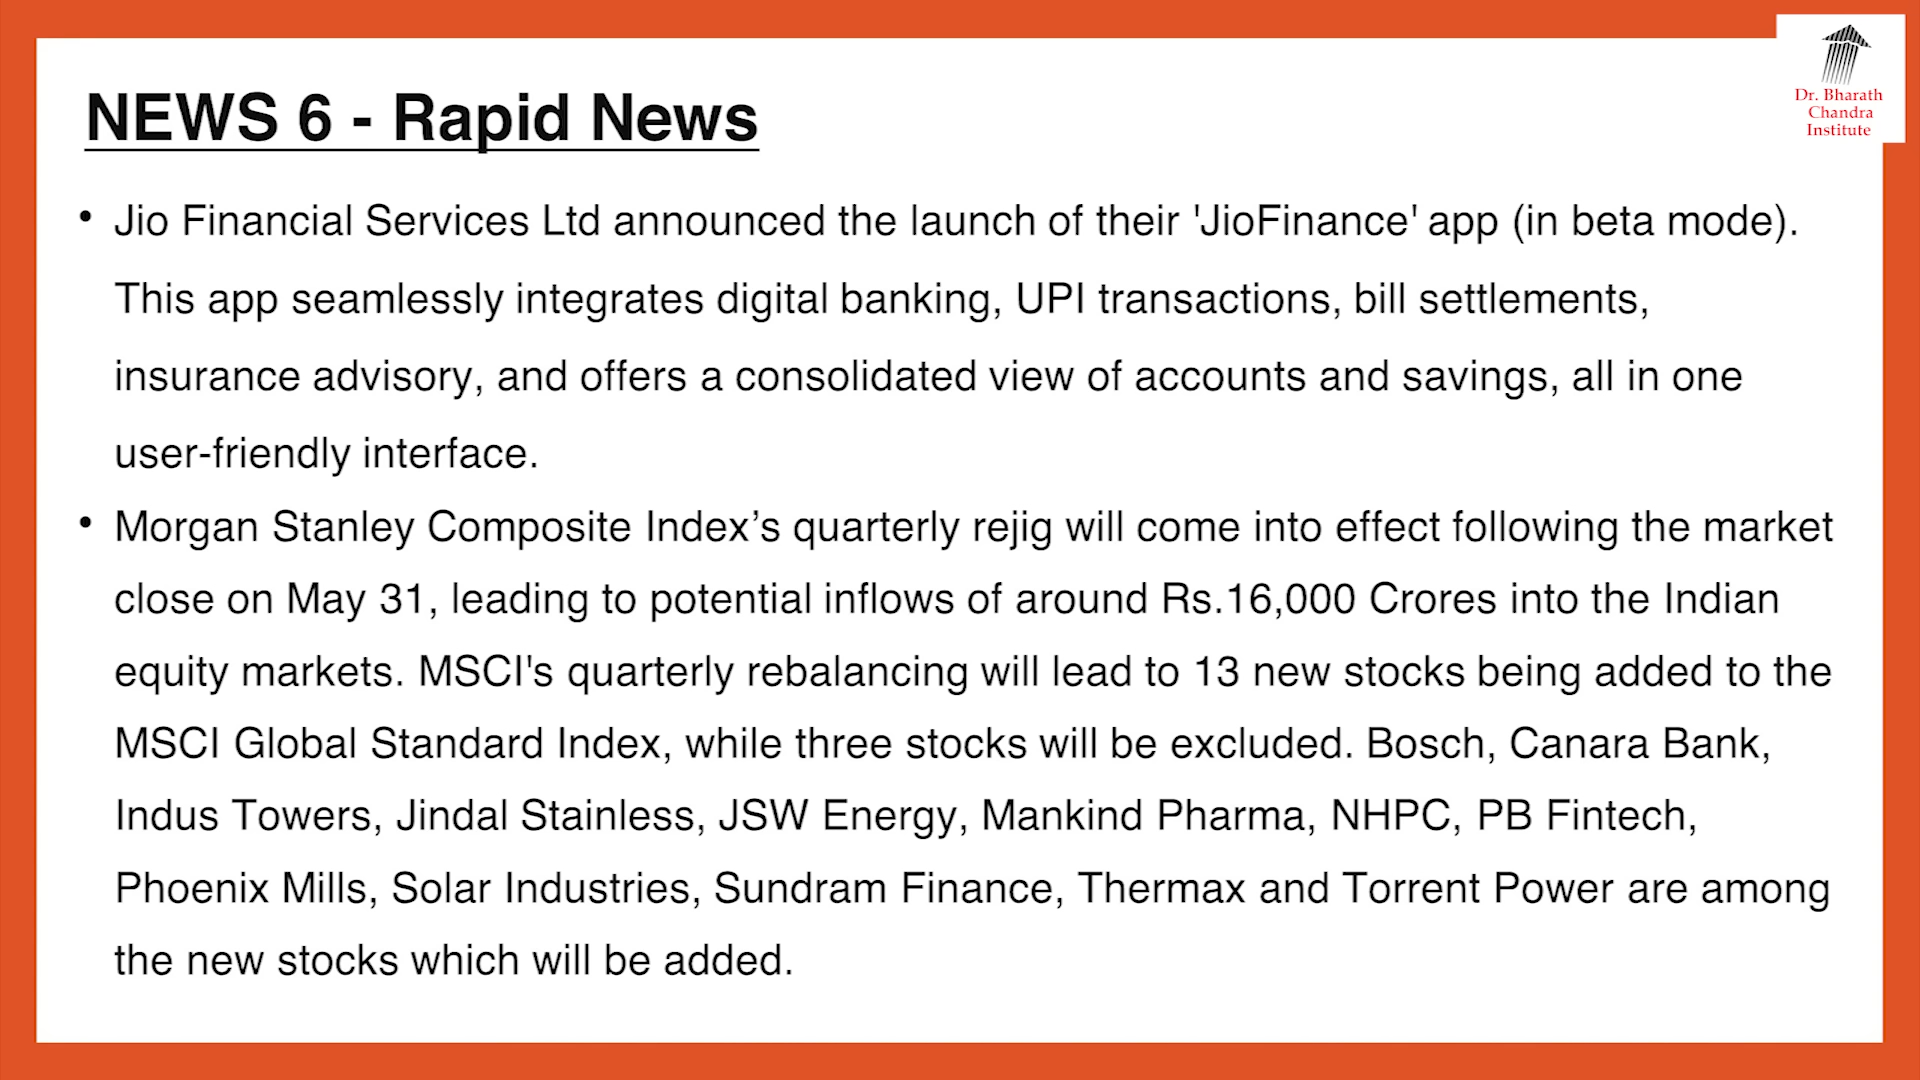 NEWS 6 - Rapid News
Dr. Bharath
Chandra
Institute
• Jio Financial Services Ltd announced the launch of their 'JioFinance' app (in beta mode).
This app seamlessly integrates digital banking, UPI transactions, bill settlements,
insurance advisory, and offers a consolidated view of accounts and savings, all in one
user-friendly interface.
• Morgan Stanley Composite Index’s quarterly rejig will come into effect following the market
close on May 31, leading to potential inflows of around Rs.16,000 Crores into the Indian
equity markets. MSCI's quarterly rebalancing will lead to 13 new stocks being added to the
MSCI Global Standard Index, while three stocks will be excluded. Bosch, Canara Bank,
Indus Towers, Jindal Stainless, JSW Energy, Mankind Pharma, NHPC, PB Fintech,
Phoenix Mills, Solar Industries, Sundram Finance, Thermax and Torrent Power are among
the new stocks which will be added.